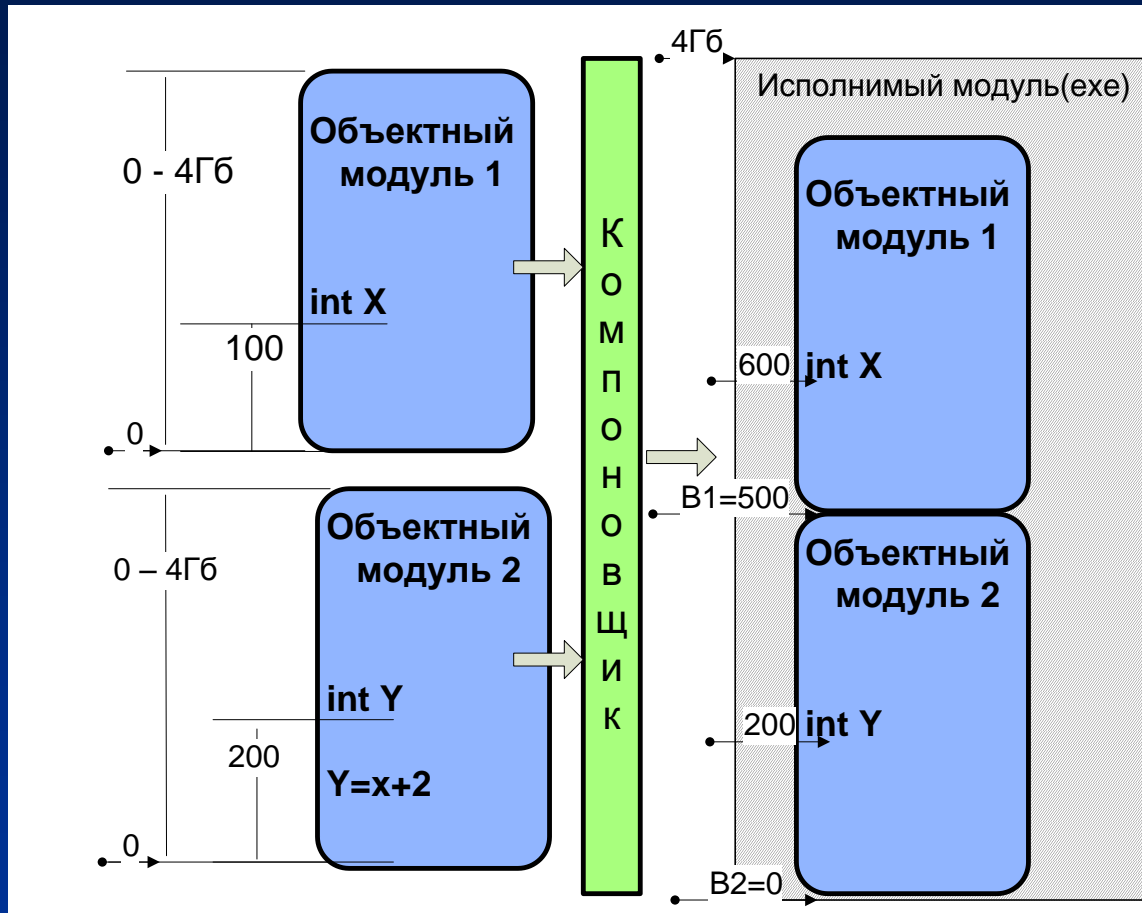 0 - 4Гб
Объектный
модуль 1
int X
100
0
0 – 4Гб
Объектный
модуль 2
int Y
200
Y=x+2
0
Компоновщик
4Гб
Исполнимый модуль(exe)
Объектный
модуль 1
600
int X
B1=500
Объектный
модуль 2
200
int Y
B2=0